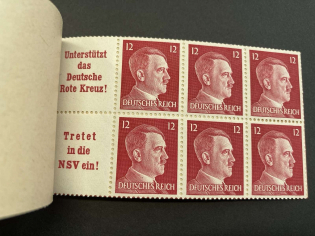 Unterstützt
das
Deutsche
Rote Kreuz!
12 12
DEUTSCHES REICH
12 12
DEUTSCHES REICH
12 12
DEUTSCHES REICH
Tretet
in die
NSV ein!
12 12
DEUTSCHES REICH
12 12
DEUTSCHES REICH
12 12
DEUTSCHES REICH